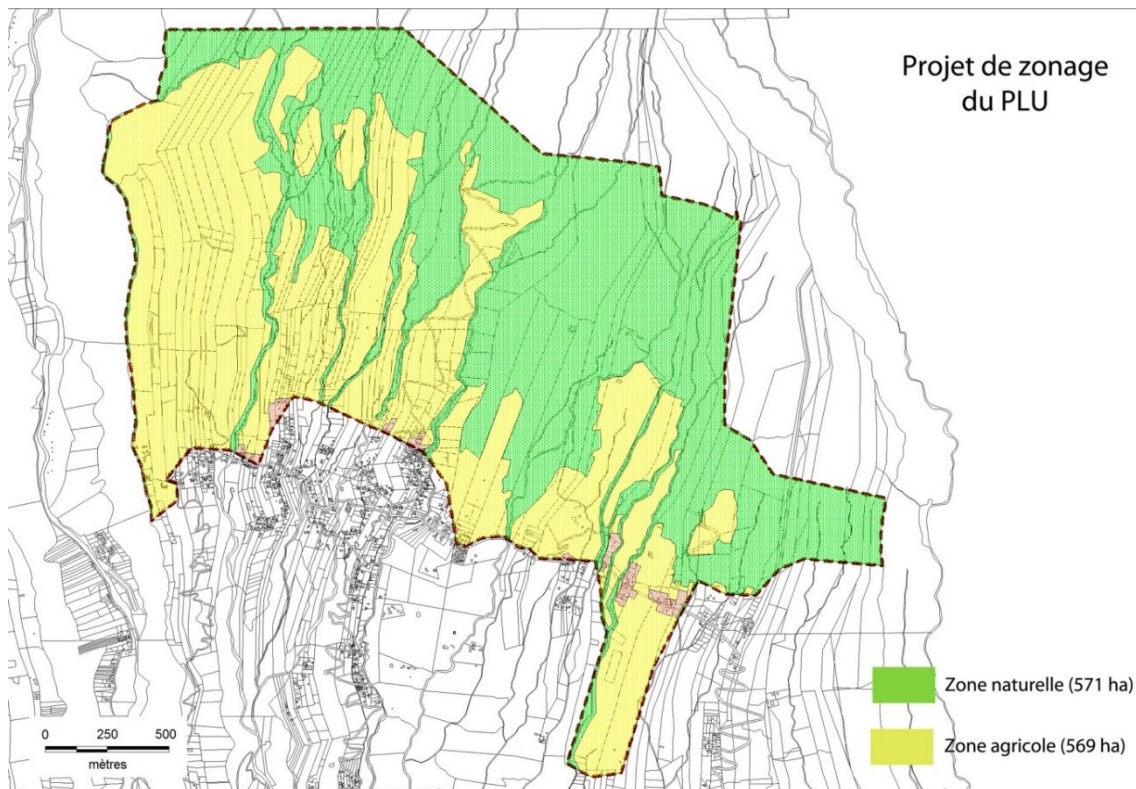 Projet de zonage
du PLU
Zone naturelle (571 ha)
Zone agricole (569 ha)
0 250 500
mètres